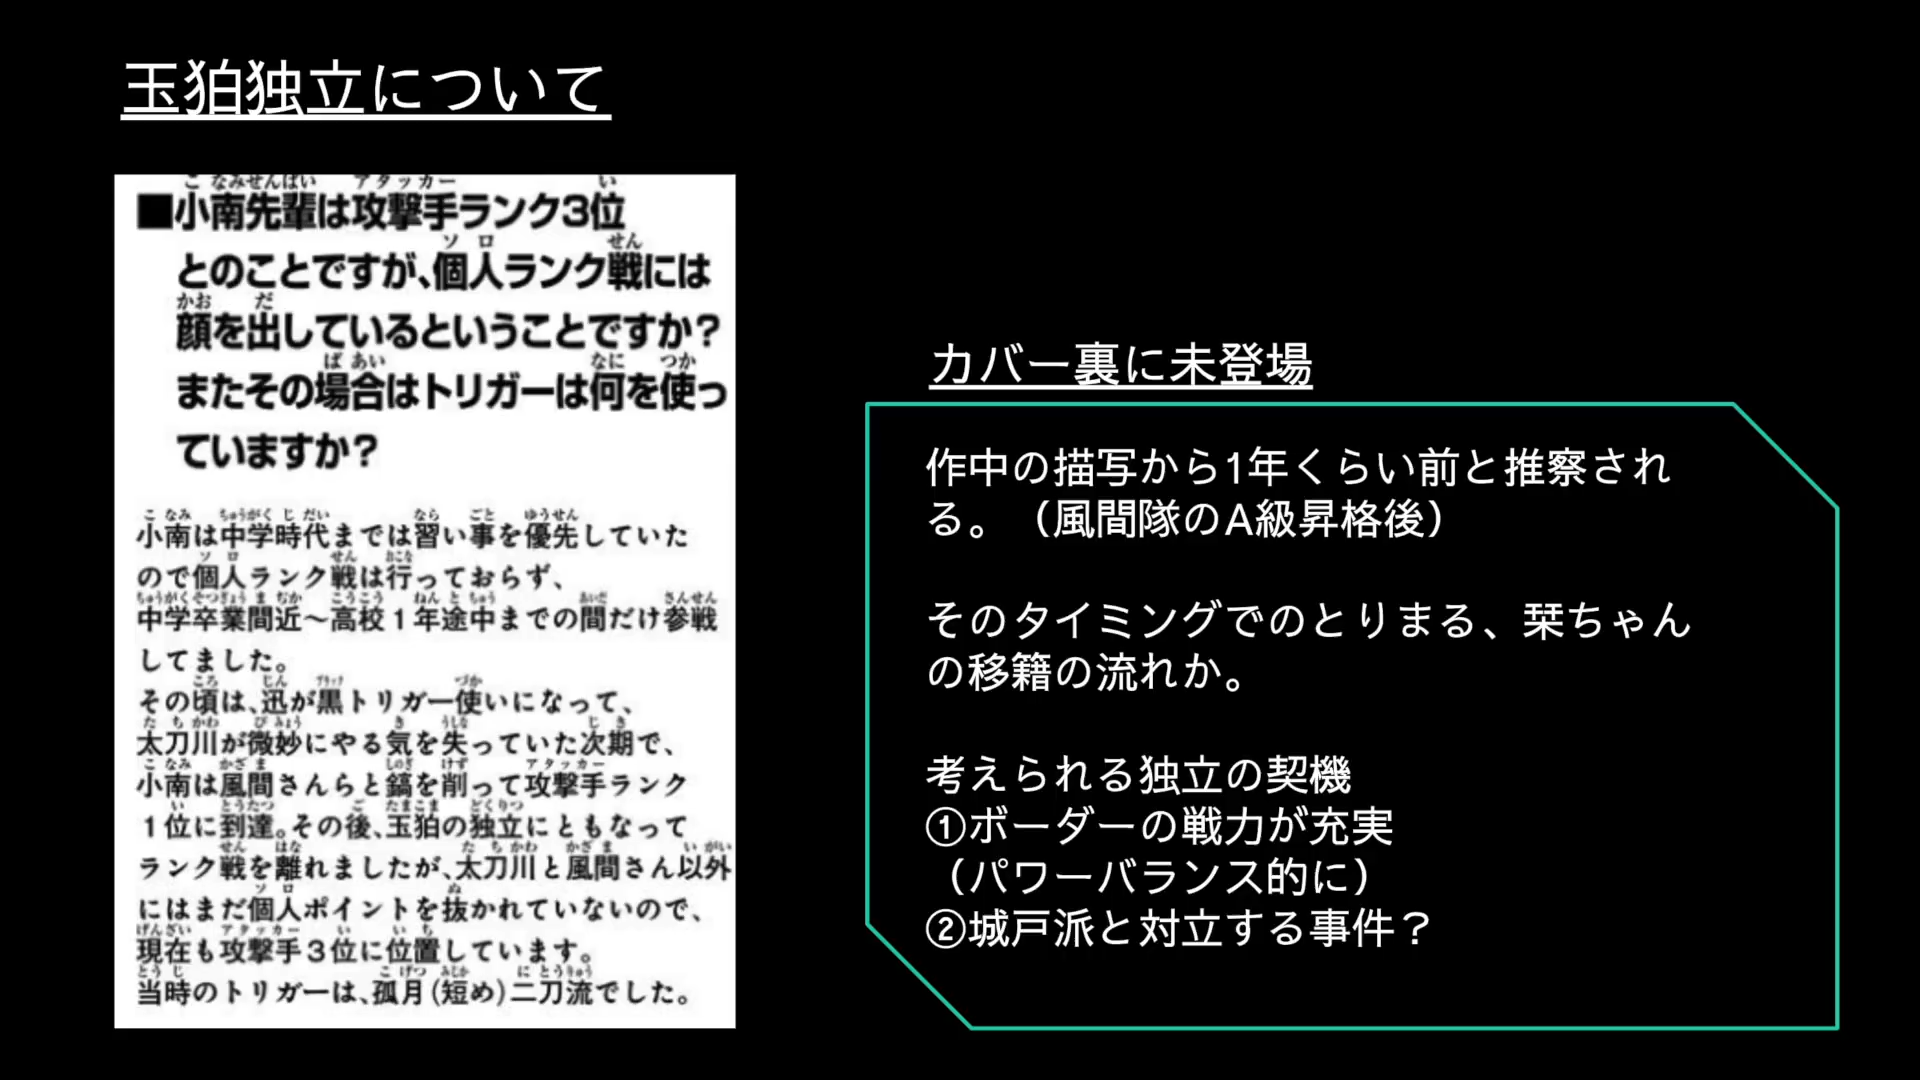 玉狛独立について
■小南先輩は攻撃手ランク3位
とのことですが、個人ランク戦には
顔を出しているということですか?
またその場合はトリガーは何を使っ
ていますか?
小南は中学時代までは習い事を優先していた
ので個人ランク戦は行っておらず、
中学卒業間近〜高校1年途中までの間だけ参戦
してました。
その頃は、迅が黒トリガー使いになって、
太刀川が微妙にやる気を失っていた次期で、
小南は風間さんらと鎬を削って攻撃手ランク
1位に到達。その後、玉狛の独立にともなって
ランク戦を離れましたが、太刀川と風間さん以外
にはまだ個人ポイントを抜かれていないので、
現在も攻撃手3位に位置しています。
当時のトリガーは、孤月(短め)二刀流でした。
カバー裏に未登場
作中の描写から1年くらい前と推察され
る。（風間隊のA級昇格後）
そのタイミングでのとりまる、栞ちゃん
の移籍の流れか。
考えられる独立の契機
①ボーダーの戦力が充実
（パワーバランス的に）
②城戸派と対立する事件？